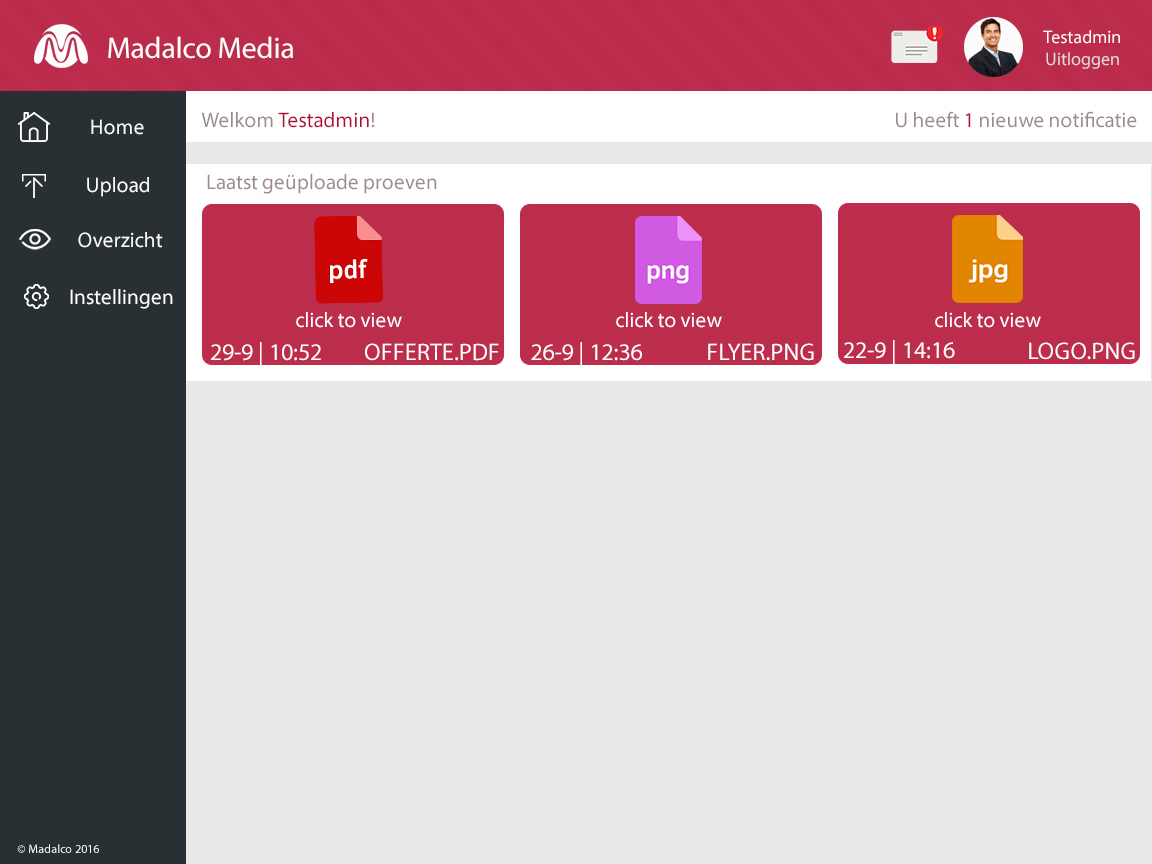 Madalco Media
Testadmin
Uitloggen
Home
Upload
Overzicht
Instellingen
Welkom Testadmin!
U heeft 1 nieuwe notificatie
Laatst geüploade proeven
pdf
click to view
29-9 | 10:52 OFFERTE.PDF
png
click to view
26-9 | 12:36 FLYER.PNG
jpg
click to view
22-9 | 14:16 LOGO.PNG
© Madalco 2016